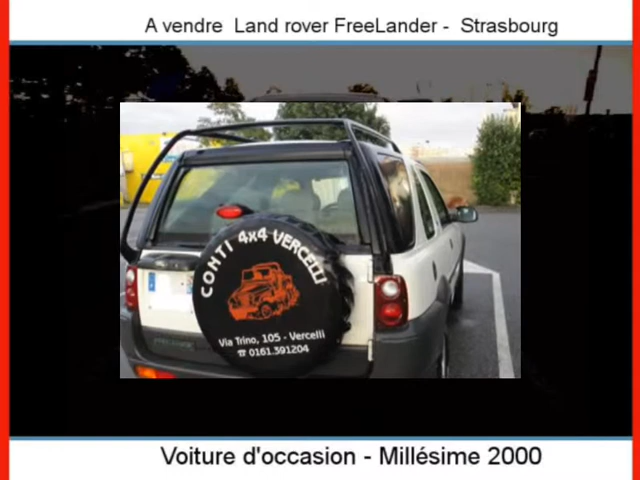 A vendre Land rover FreeLander - Strasbourg
CONTI 4x4 VERCELLI
Via Trino, 105 - Vercelli
☎ 0161.391204
Voiture d'occasion - Millésime 2000